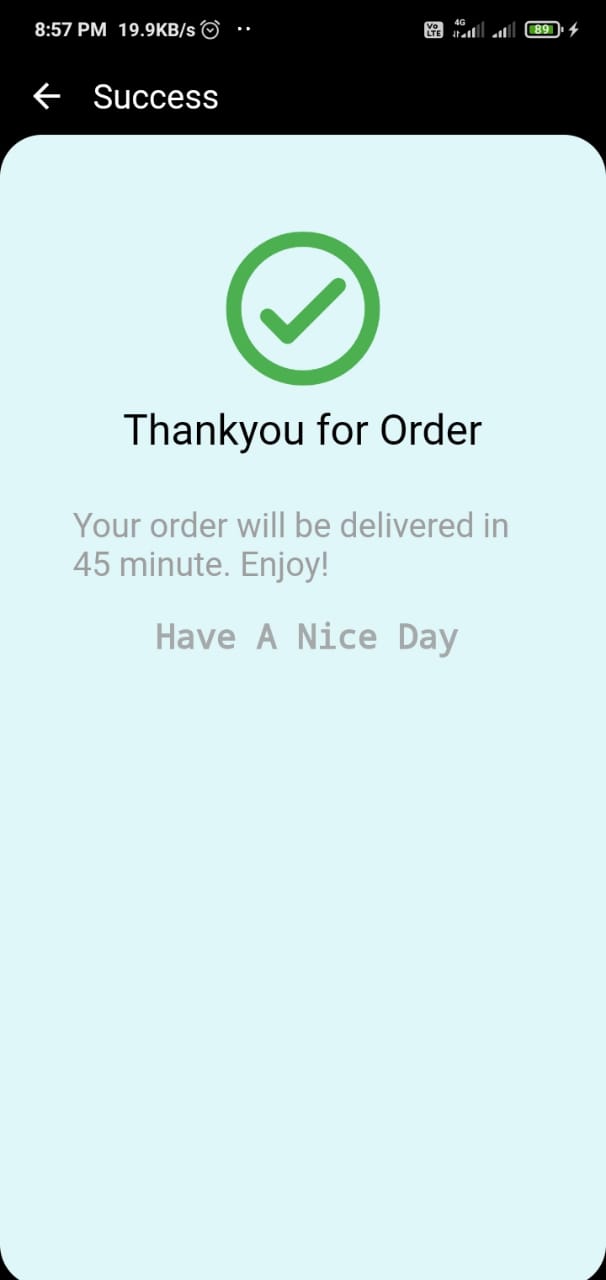 8:57 PM 19.9KB/s ·· Vo LTE 4G 89
Success
Thankyou for Order
Your order will be delivered in
45 minute. Enjoy!
Have A Nice Day